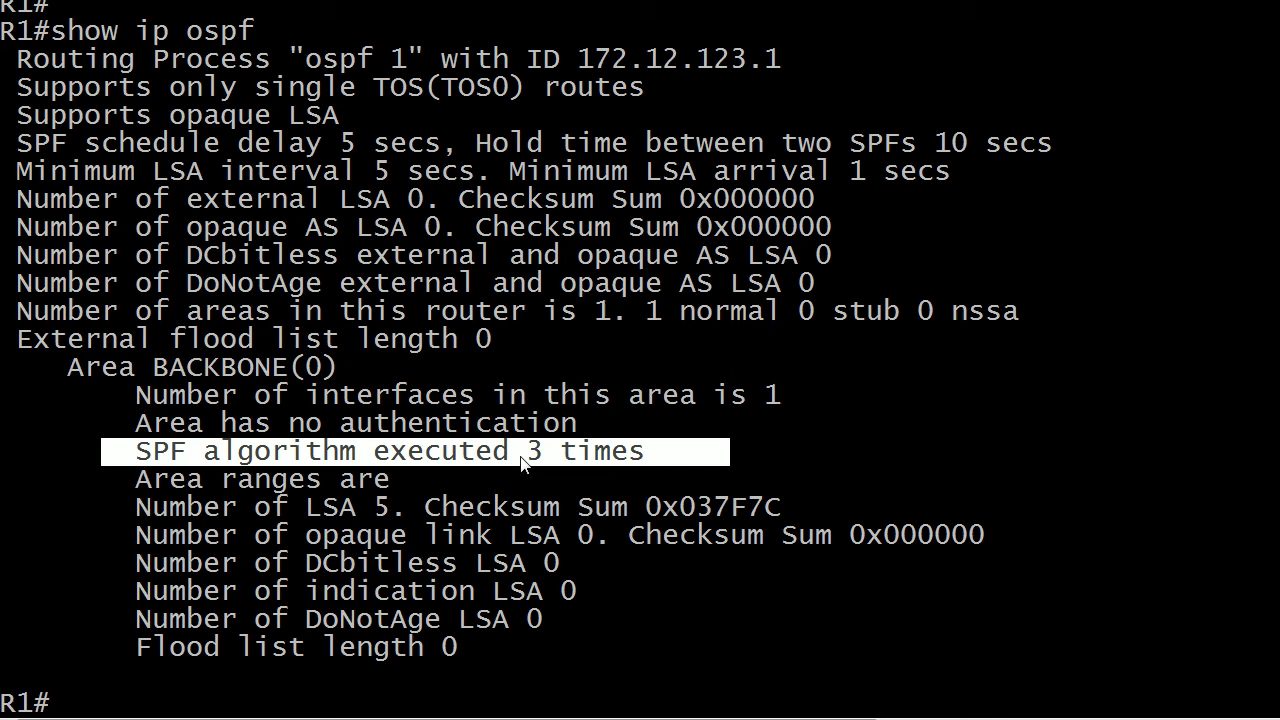 R1#
R1#show ip ospf
Routing Process "ospf 1" with ID 172.12.123.1
Supports only single TOS(TOS0) routes
Supports opaque LSA
SPF schedule delay 5 secs, Hold time between two SPFs 10 secs
Minimum LSA interval 5 secs. Minimum LSA arrival 1 secs
Number of external LSA 0. Checksum Sum 0x000000
Number of opaque AS LSA 0. Checksum Sum 0x000000
Number of DCbitless external and opaque AS LSA 0
Number of DoNotAge external and opaque AS LSA 0
Number of areas in this router is 1. 1 normal 0 stub 0 nssa
External flood list length 0
Area BACKBONE(0)
Number of interfaces in this area is 1
Area has no authentication
SPF algorithm executed 3 times
Area ranges are
Number of LSA 5. Checksum Sum 0x037F7C
Number of opaque link LSA 0. Checksum Sum 0x000000
Number of DCbitless LSA 0
Number of indication LSA 0
Number of DoNotAge LSA 0
Flood list length 0
R1#